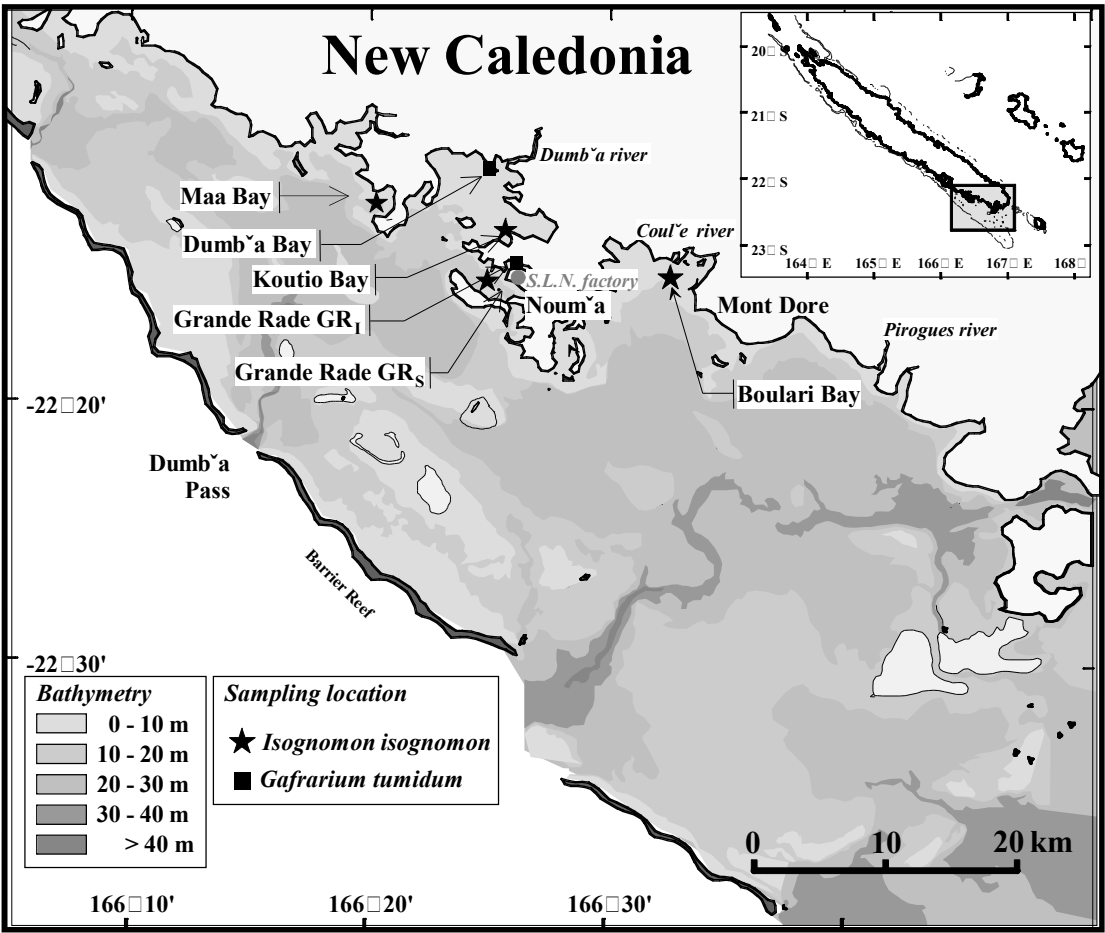 New Caledonia
20□ S
21□ S
22□ S
23□ S
164□ E
165□ E
166□ E
167□ E
168□
Dumbˇa river
Maa Bay
Dumbˇa Bay
Koutio Bay
Coulˇe river
S.L.N. factory
Noumˇa
Grande Rade GRI
Mont Dore
Pirogues river
Grande Rade GRS
Boulari Bay
-22□20'
Dumbˇa
Pass
Barrier Reef
-22□30'
Bathymetry
0 - 10 m
10 - 20 m
20 - 30 m
30 - 40 m
> 40 m
Sampling location
Isognomon isognomon
Gafrarium tumidum
0 10 20 km
166□10' 166□20' 166□30'